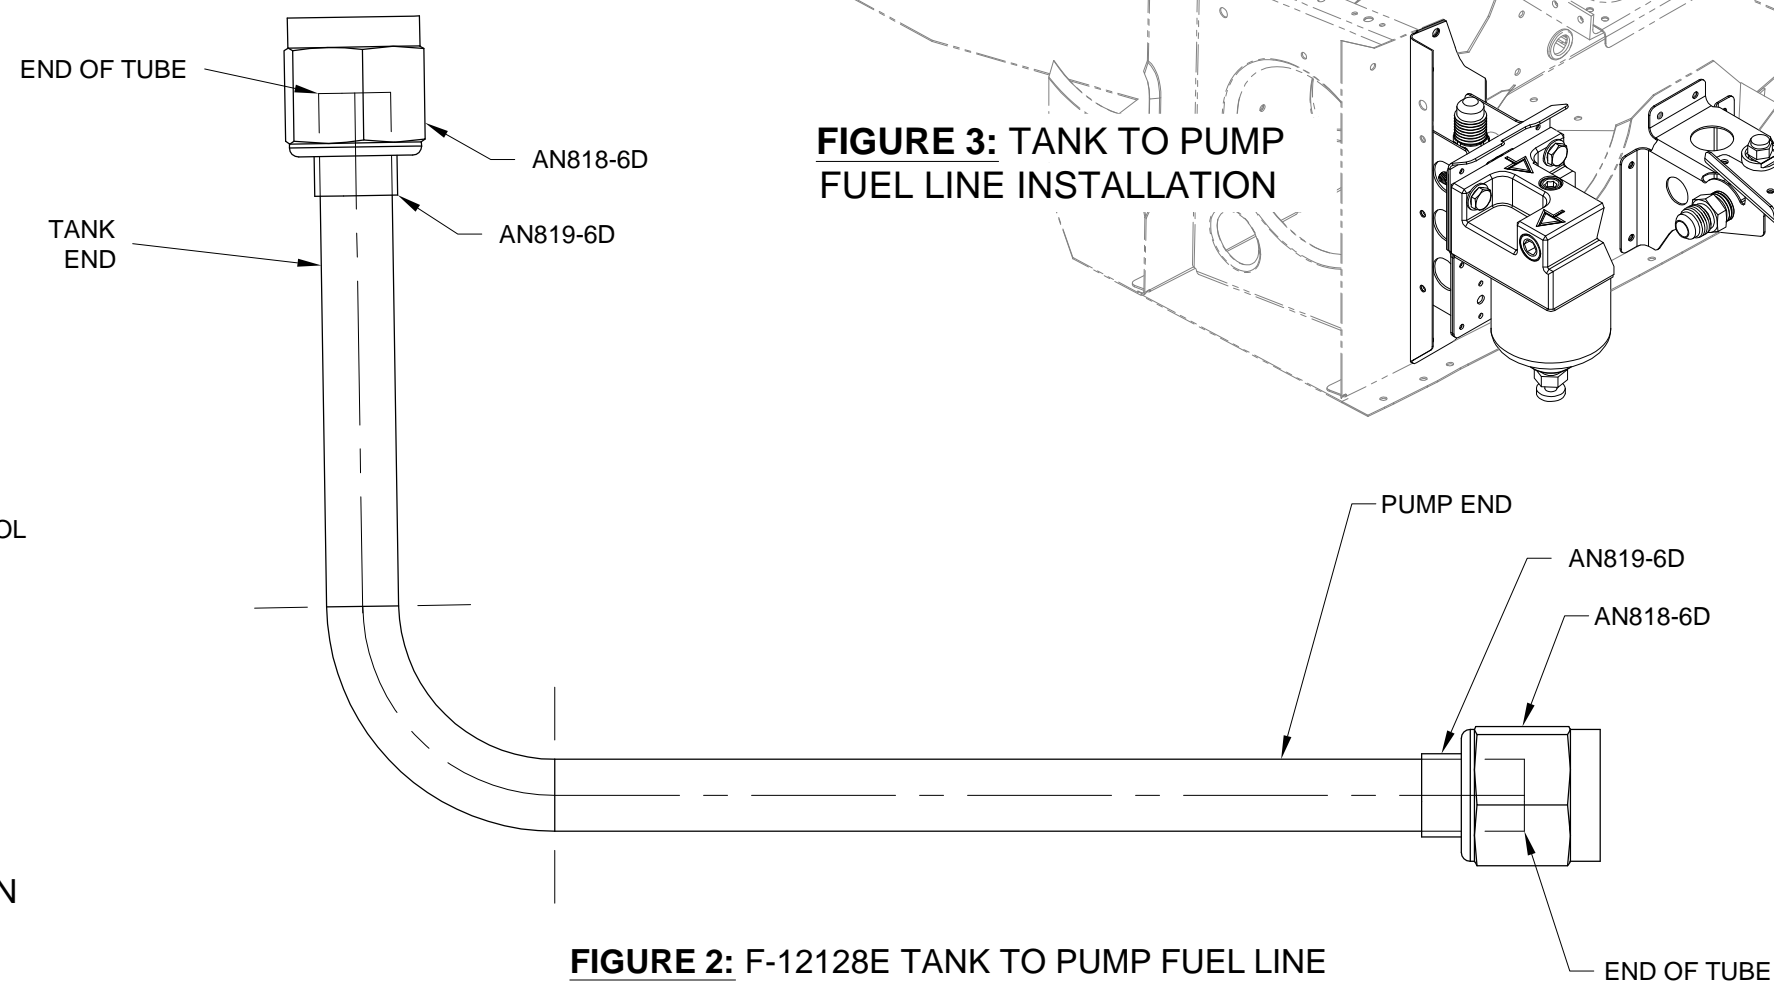 END OF TUBE
AN818-6D
AN819-6D
TANK
END
FIGURE 3: TANK TO PUMP
FUEL LINE INSTALLATION
OL
PUMP END
AN819-6D
AN818-6D
N
FIGURE 2: F-12128E TANK TO PUMP FUEL LINE
END OF TUBE